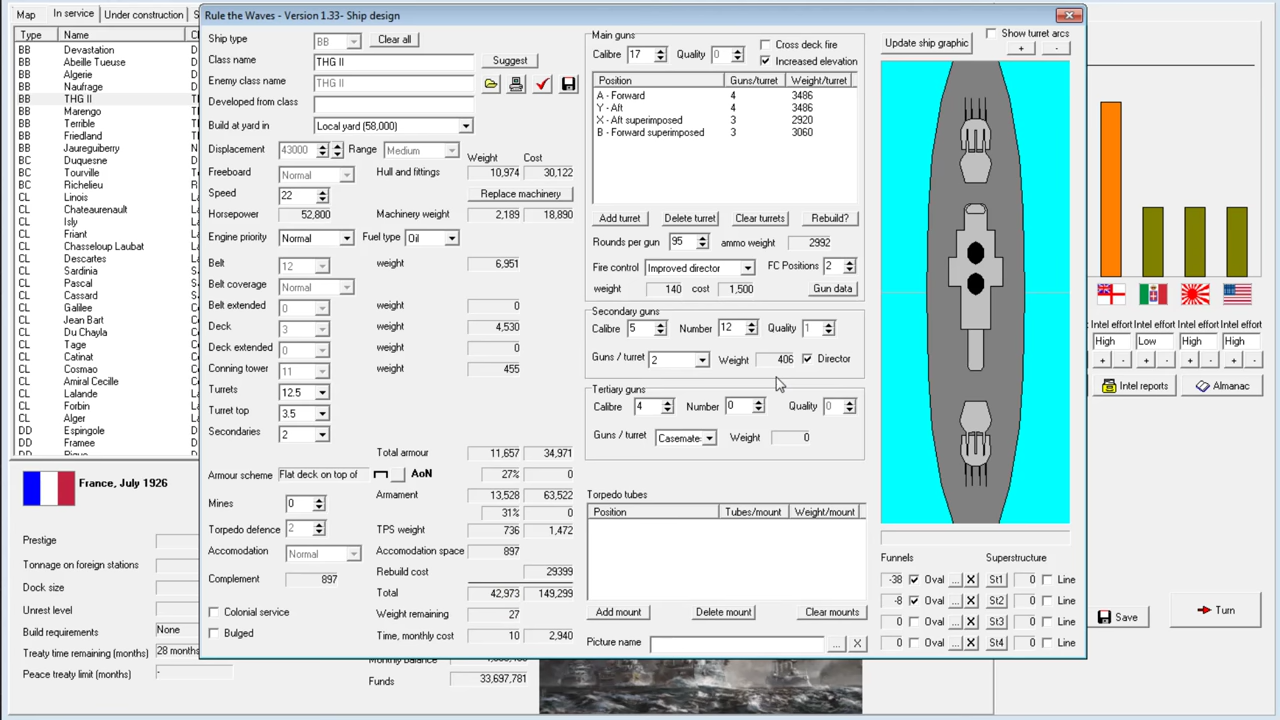 Rule the Waves - Version 1.33- Ship design
Map In service Under construction
Type Name
BB Devastation
BB Abeille Tueuse
BB Algerie
BB Naufrage
BB THG II
BB Marengo
BB Terrible
BB Friedland
BB Jaureguiberry
BC Duquesne
BC Tourville
BC Richelieu
CL Linois
CL Chateaurenault
CL Isly
CL Friant
CL Chasseloup Laubat
CL Descartes
CL Sardinia
CL Pascal
CL Cassard
CL Galilee
CL Jean Bart
CL Du Chayla
CL Tage
CL Catinat
CL Cosmao
CL Amiral Cecille
CL Lalande
CL Forbin
CL Alger
DD Espingole
DD Framee
France, July 1926
Prestige
Tonnage on foreign stations
Dock size
Unrest level
Build requirements None
Treaty time remaining (months) 28 months
Peace treaty limit (months) -
Funds 33,697,781
Ship type BB Clear all
Class name THG II Suggest
Enemy class name THG II
Developed from class
Build at yard in Local yard (58,000)
Displacement 43000 Range Medium
Weight Cost
Freeboard Normal Hull and fittings 10,974 30,122
Speed 22 Replace machinery
Horsepower 52,800 Machinery weight 2,189 18,890
Engine priority Normal Fuel type Oil
Belt 12 weight 6,951
Belt coverage Normal
Belt extended 0 weight 0
Deck 3 weight 4,530
Deck extended 0 weight 0
Conning tower 11 weight 455
Turrets 12.5
Turret top 3.5
Secondaries 2
Total armour 11,657 34,971
Armour scheme Flat deck on top of AoN 27% 0
Mines 0 Armament 13,528 63,522
31% 0
Torpedo defence 2 TPS weight 736 1,472
Accomodation Normal Accomodation space 897
Rebuild cost 29399
Complement 897 Total 42,973 149,299
Colonial service Weight remaining 27
Bulged Time, monthly cost 10 2,940
Main guns
Calibre 17 Quality 0 Cross deck fire
Increased elevation
Position Guns/turret Weight/turret
A - Forward 4 3486
Y - Aft 4 3486
X - Aft superimposed 3 2920
B - Forward superimposed 3 3060
Add turret Delete turret Clear turrets Rebuild?
Rounds per gun 95 ammo weight 2992
Fire control Improved director FC Positions 2
weight 140 cost 1,500 Gun data
Secondary guns
Calibre 5 Number 12 Quality 1
Guns / turret 2 Weight 406 Director
Tertiary guns
Calibre 4 Number 0 Quality 0
Guns / turret Casemate Weight 0
Torpedo tubes
Position Tubes/mount Weight/mount
Add mount Delete mount Clear mounts
Picture name ... X
Update ship graphic Show turret arcs
+ -
Funnels Superstructure
-38 Oval ... X St1 0 Line
-8 Oval ... X St2 0 Line
0 Oval ... X St3 0 Line
0 Oval ... X St4 0 Line
Intel effort Intel effort Intel effort
High Low High High
+ - + - + - + -
Intel reports Almanac
Save Turn